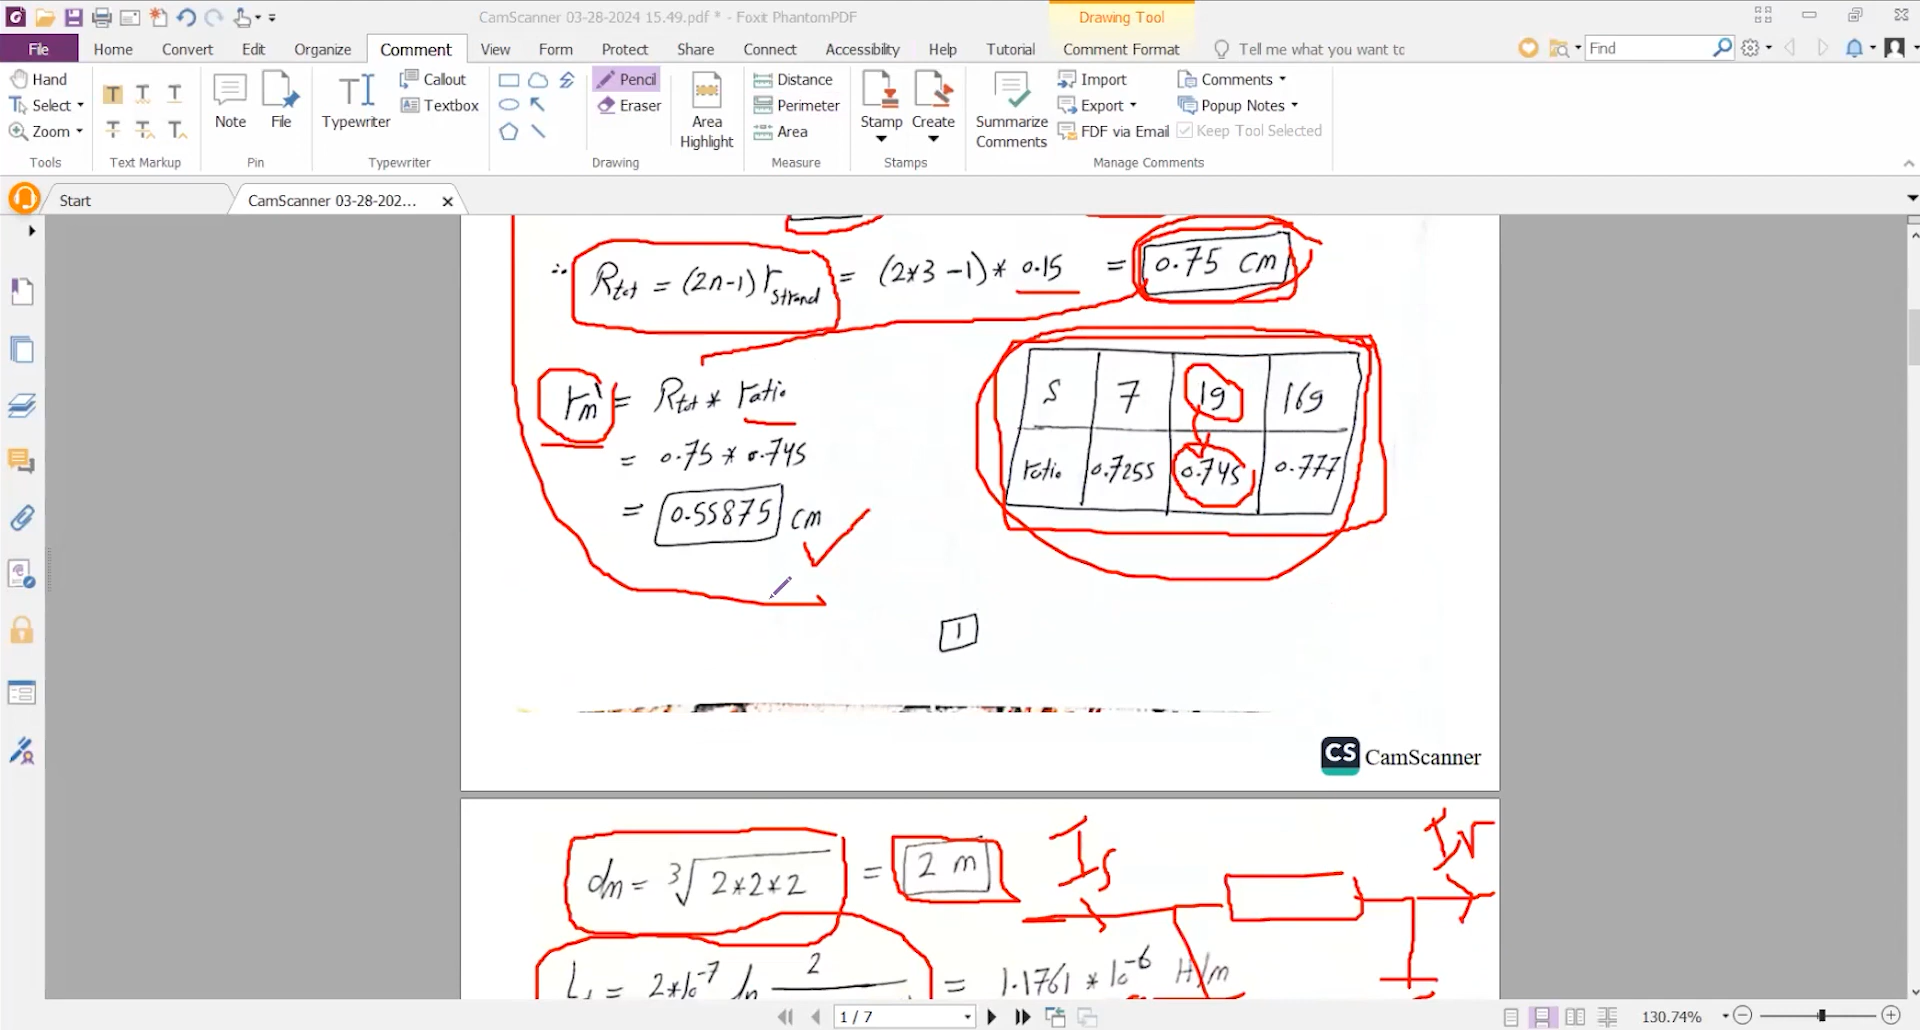 CamScanner 03-28-2024 15.49.pdf * - Foxit PhantomPDF
Drawing Tool
File Home Convert Edit Organize Comment View Form Protect Share Connect Accessibility Help Tutorial Comment Format Tell me what you want to Find
Hand
Select
Zoom
Tools
Text Markup
Note
File
Pin
Typewriter
Callout
Textbox
Typewriter
Pencil
Eraser
Drawing
Area Highlight
Distance
Perimeter
Area
Measure
Stamp
Create
Stamps
Summarize Comments
Import
Export
FDF via Email
Comments
Popup Notes
Keep Tool Selected
Manage Comments
Start
CamScanner 03-28-202...
∴ Rtot = (2n-1) rstrand = (2*3-1) * 0.15 = 0.75 cm
rm' = Rtot * ratio
= 0.75 * 0.745
= 0.55875 cm
S 7 19 169
ratio 0.7255 0.745 0.777
1
CS CamScanner
dm = ³√2*2*2 = 2 m
Is
Ir
2*10⁻⁷ ln 2 = 1.1761 * 10⁻⁶ H/m
1 / 7
130.74%